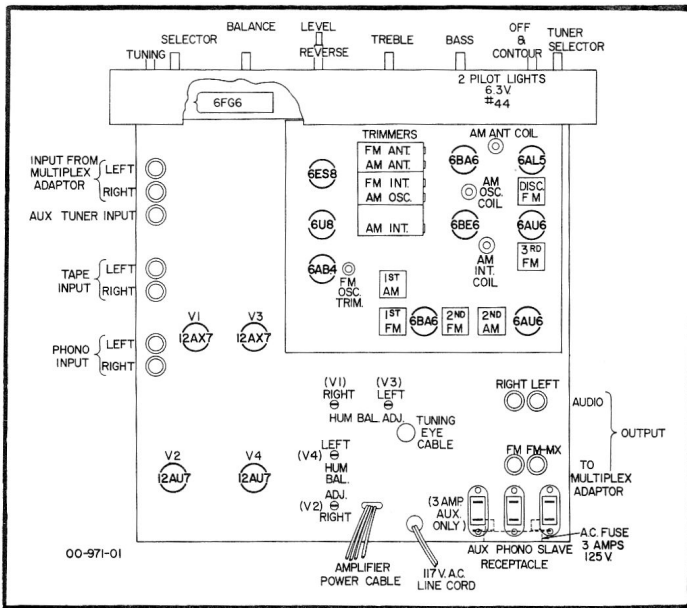 TUNING
SELECTOR
BALANCE
LEVEL
REVERSE
TREBLE
BASS
OFF
&
CONTOUR
TUNER
SELECTOR
2 PILOT LIGHTS
6.3V.
#44
6FG6
TRIMMERS
FM ANT.
AM ANT.
FM INT.
AM OSC.
AM INT.
AM ANT COIL
6BA6
6AL5
AM
OSC.
COIL
DISC.
FM
6ES8
6U8
6BE6
6AU6
AM
INT.
COIL
3RD
FM
6AB4
FM
OSC.
TRIM.
1ST
AM
1ST
FM
6BA6
2ND
FM
2ND
AM
6AU6
INPUT FROM
MULTIPLEX
ADAPTOR
LEFT
RIGHT
AUX TUNER INPUT
TAPE
INPUT
LEFT
RIGHT
PHONO
INPUT
LEFT
RIGHT
V1
12AX7
V3
12AX7
V2
12AU7
V4
12AU7
(V1)
RIGHT
(V3)
LEFT
HUM BAL. ADJ.
TUNING
EYE
CABLE
(V4)
LEFT
HUM
BAL.
ADJ.
(V2)
RIGHT
RIGHT LEFT
AUDIO
OUTPUT
FM FM-MX
TO
MULTIPLEX
ADAPTOR
(3 AMP.
AUX.
ONLY)
AUX PHONO SLAVE
RECEPTACLE
A.C. FUSE
3 AMPS
125V.
AMPLIFIER
POWER CABLE
117V. A.C.
LINE CORD
00-971-01